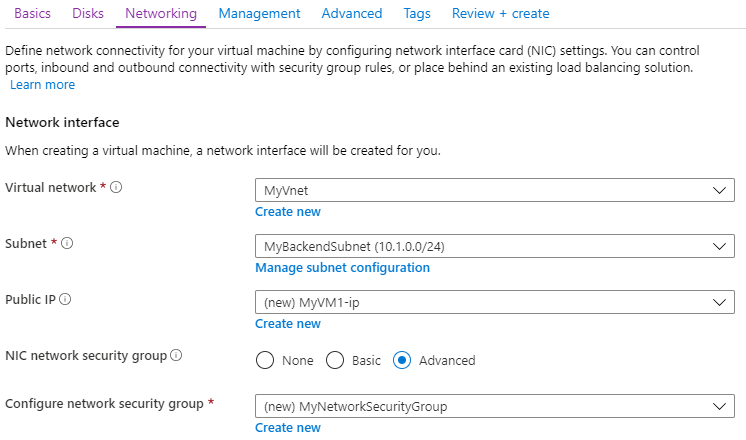 Basics Disks Networking Management Advanced Tags Review + create
Define network connectivity for your virtual machine by configuring network interface card (NIC) settings. You can control
ports, inbound and outbound connectivity with security group rules, or place behind an existing load balancing solution.
Learn more
Network interface
When creating a virtual machine, a network interface will be created for you.
Virtual network * MyVnet
Create new
Subnet * MyBackendSubnet (10.1.0.0/24)
Manage subnet configuration
Public IP (new) MyVM1-ip
Create new
NIC network security group None Basic Advanced
Configure network security group * (new) MyNetworkSecurityGroup
Create new